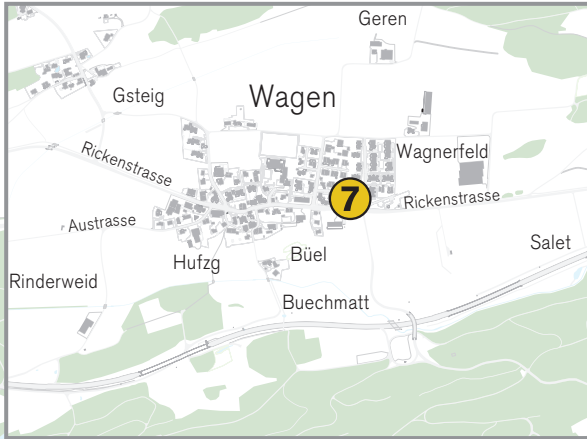 Geren
Gsteig
Wagen
Rickenstrasse
Wagnerfeld
7
Rickenstrasse
Austrasse
Hufzg
Büel
Salet
Rinderweid
Buechmatt